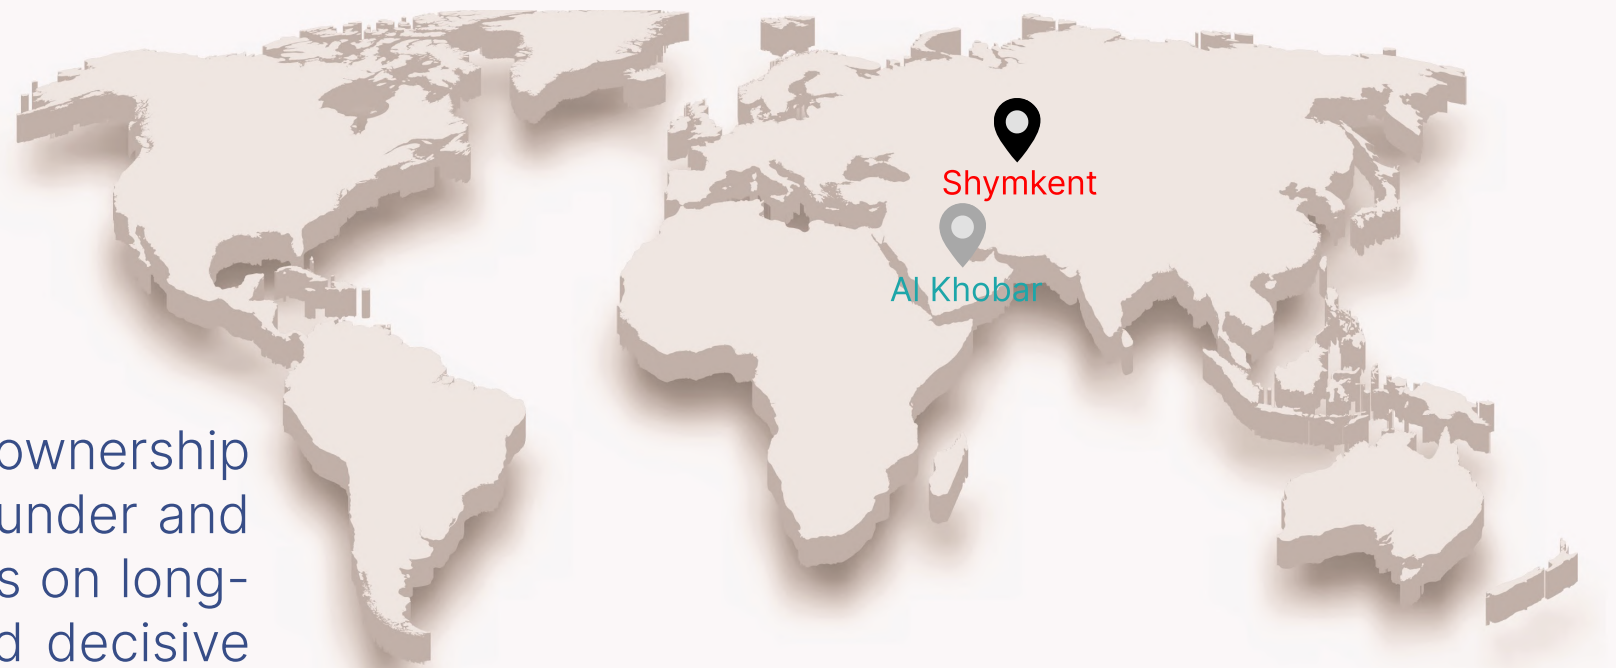 Shymkent
Al Khobar
ownership
under and
s on long-
d decisive